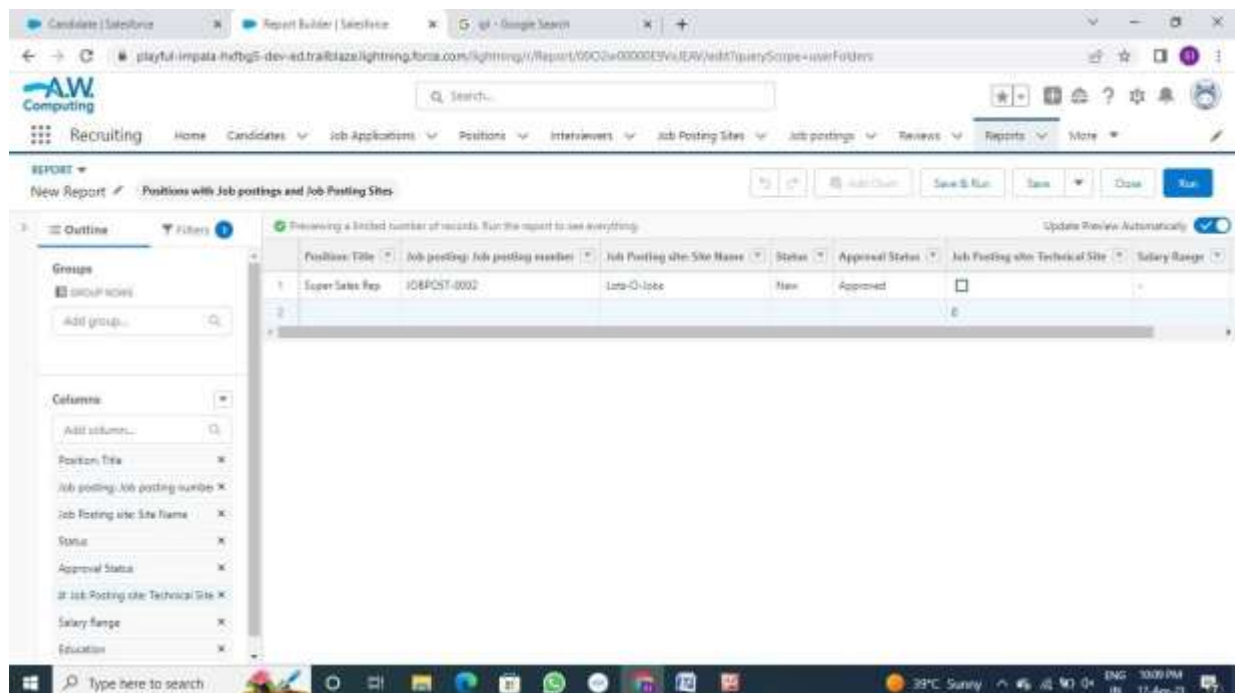 Candidate | Salesforce
Report Builder | Salesforce
Google Search
A.W. Computing
Search...
Recruiting
Home Candidates Job Applications Positions Interviewers Job Posting Sites Job postings Reviews Reports More
REPORT
New Report Positions with Job postings and Job Posting Sites
Add Chart Save & Run Save Close Run
Outline Filters
Previewing a limited number of records. Run the report to see everything.
Update Preview Automatically
Groups
GROUP ROWS
Add group...
Columns
Add column...
Position: Title
Job posting: Job posting number
Job Posting site: Site Name
Status
Approval Status
# Job Posting site: Technical Site
Salary Range
Education
Position: Title Job posting: Job posting number Job Posting site: Site Name Status Approval Status Job Posting site: Technical Site Salary Range
1 Super Sales Rep JOBPOST-0002 Lots-O-Jobs New Approved -
2 0
Type here to search
39°C Sunny
ENG
10:09 PM